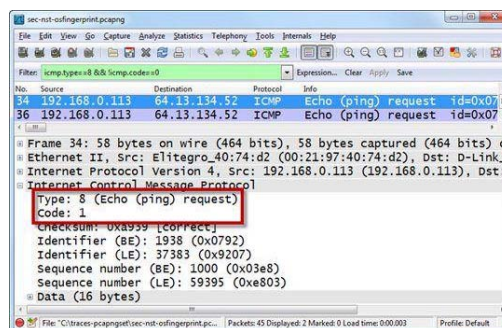 sec-nst-osfingerprint.pcapng
File Edit View Go Capture Analyze Statistics Telephony Tools Internals Help
Filter: icmp.type==8 && !icmp.code==0 Expression... Clear Apply Save
No. Source Destination Protocol Info
34 192.168.0.113 64.13.134.52 ICMP Echo (ping) request id=0x07
36 192.168.0.113 64.13.134.52 ICMP Echo (ping) request id=0x07
Frame 34: 58 bytes on wire (464 bits), 58 bytes captured (464 bits)
Ethernet II, Src: Elitegro_40:74:d2 (00:21:97:40:74:d2), Dst: D-Link
Internet Protocol Version 4, Src: 192.168.0.113 (192.168.0.113), Dst
Internet Control Message Protocol
Type: 8 (Echo (ping) request)
Code: 1
Checksum: 0xa939 [correct]
Identifier (BE): 1938 (0x0792)
Identifier (LE): 37383 (0x9207)
Sequence number (BE): 1000 (0x03e8)
Sequence number (LE): 59395 (0xe803)
Data (16 bytes)
File: "C:\traces-pcapngset\sec-nst-osfingerprint.pc... Packets: 45 Displayed: 2 Marked: 0 Load time: 0:00.003 Profile: Default